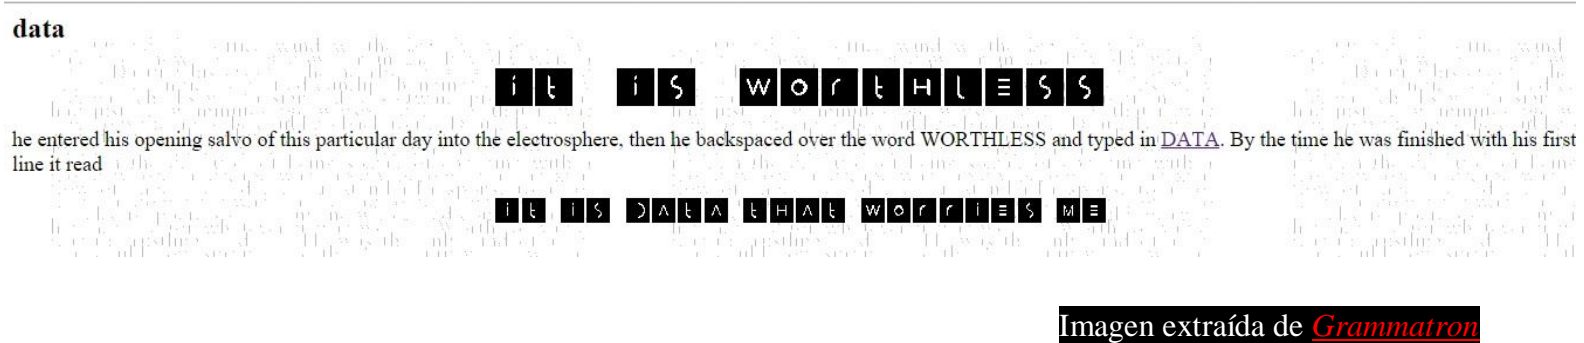 data
it is worthless
he entered his opening salvo of this particular day into the electrosphere, then he backspaced over the word WORTHLESS and typed in DATA. By the time he was finished with his first
line it read
it is data that worries me
Imagen extraída de Grammatron